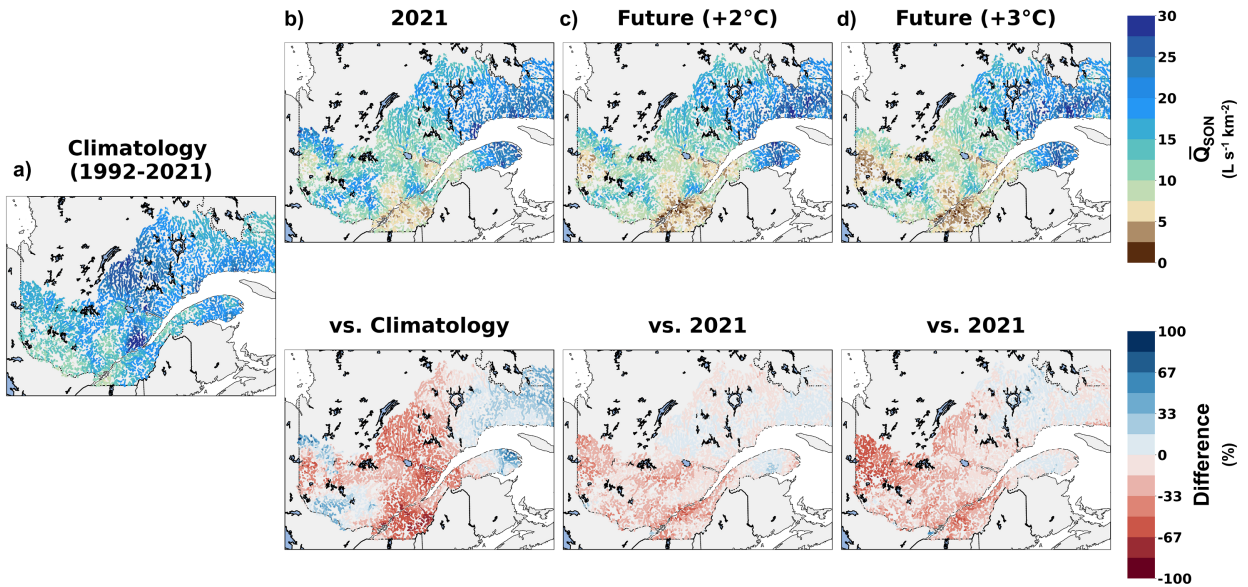 b) 2021
c) Future (+2°C)
d) Future (+3°C)
a) Climatology
(1992-2021)
30
25
20
15
10
5
0
Q̅SON
(L s⁻¹ km⁻²)
vs. Climatology
vs. 2021
vs. 2021
100
67
33
0
-33
-67
-100
Difference
(%)